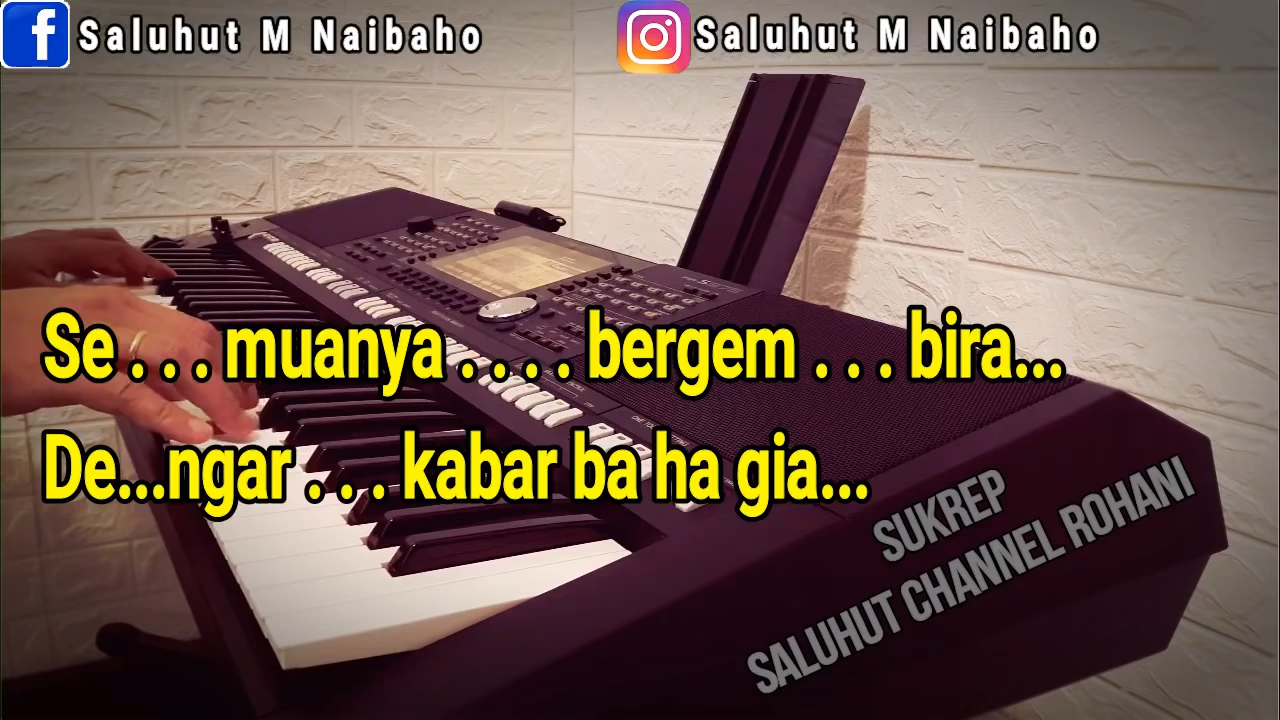 Saluhut M Naibaho
Saluhut M Naibaho
Se . . . muanya . . . . bergem . . . bira...
De...ngar . . . kabar ba ha gia...
SUKREP
SALUHUT CHANNEL ROHANI